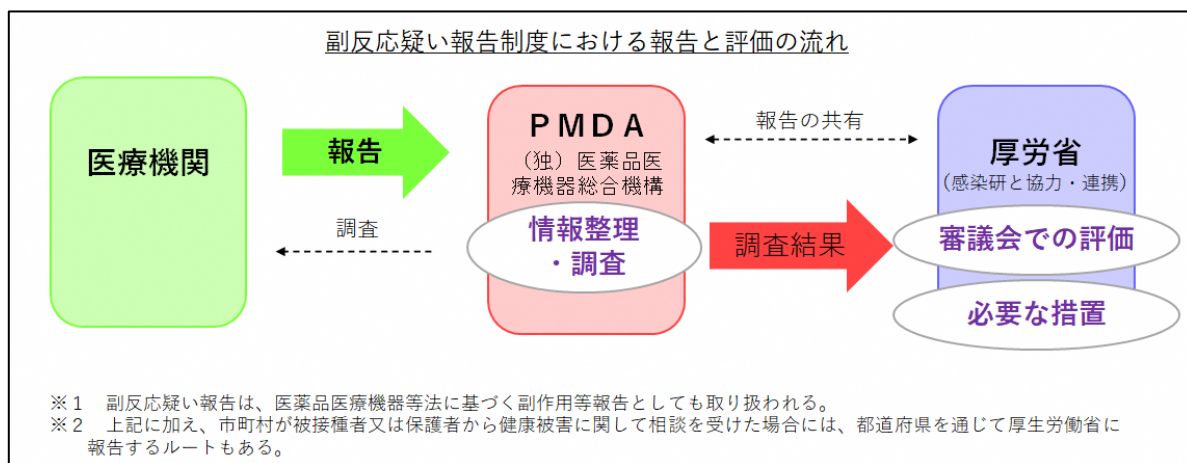 副反応疑い報告制度における報告と評価の流れ
医療機関
報告
調査
ＰＭＤＡ
（独）医薬品医
療機器総合機構
情報整理
・調査
報告の共有
調査結果
厚労省
（感染研と協力・連携）
審議会での評価
必要な措置
※１　副反応疑い報告は、医薬品医療機器等法に基づく副作用等報告としても取り扱われる。
※２　上記に加え、市町村が被接種者又は保護者から健康被害に関して相談を受けた場合には、都道府県を通じて厚生労働省に
報告するルートもある。